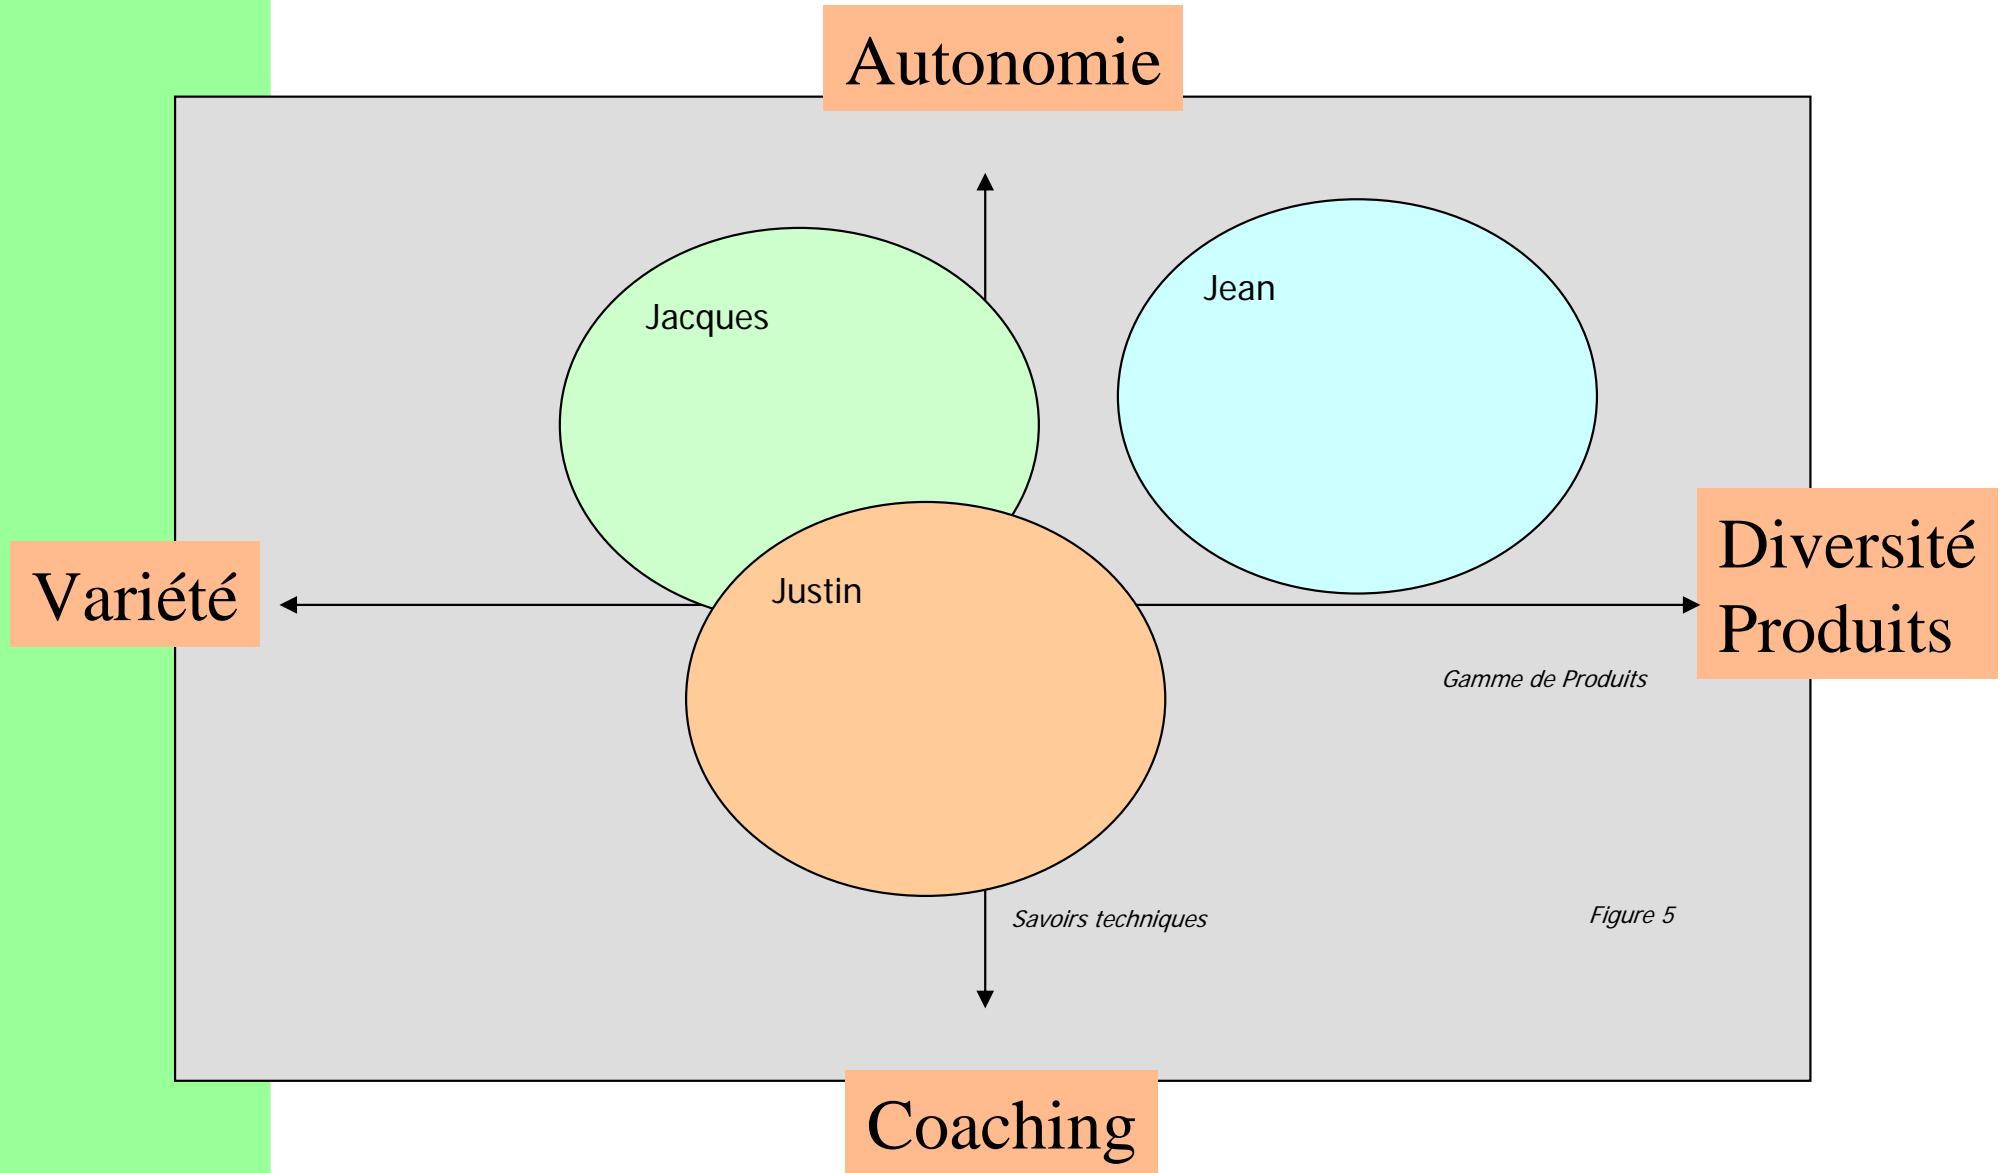 Autonomie
Jean
Jacques
Diversité
Produits
Variété
Justin
Gamme de Produits
Savoirs techniques
Figure 5
Coaching